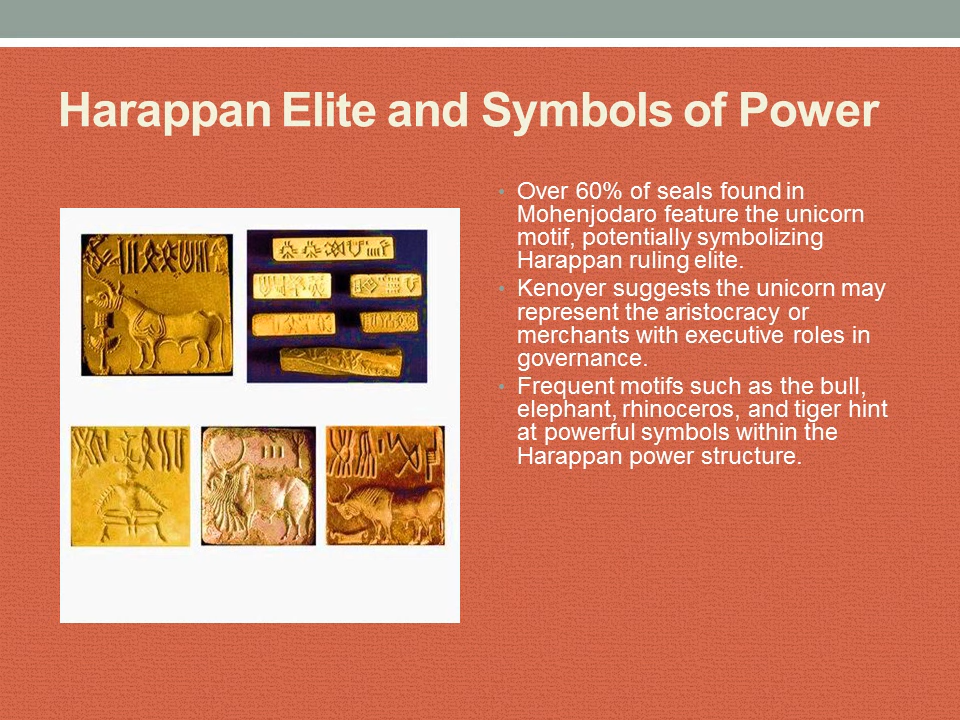 Harappan Elite and Symbols of Power
• Over 60% of seals found in
Mohenjodaro feature the unicorn
motif, potentially symbolizing
Harappan ruling elite.
• Kenoyer suggests the unicorn may
represent the aristocracy or
merchants with executive roles in
governance.
• Frequent motifs such as the bull,
elephant, rhinoceros, and tiger hint
at powerful symbols within the
Harappan power structure.